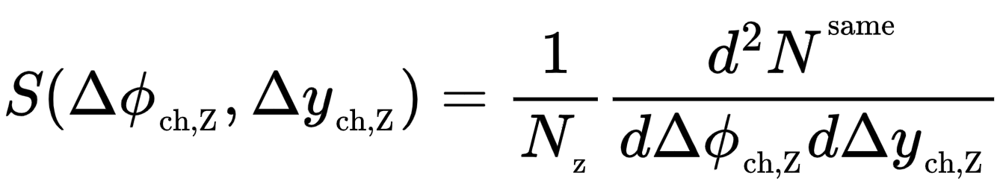 S(Δϕ_{ch,Z}, Δy_{ch,Z}) = \frac{1}{N_z} \frac{d^2 N^{same}}{dΔϕ_{ch,Z} dΔy_{ch,Z}}